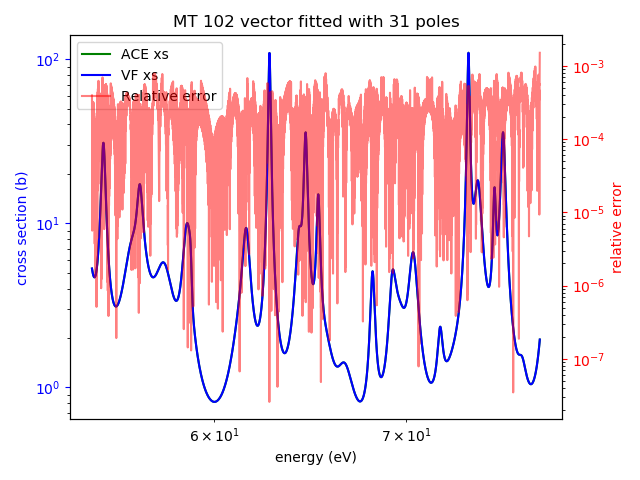 MT 102 vector fitted with 31 poles
ACE xs
VF xs
Relative error
10²
10¹
10⁰
cross section (b)
10⁻³
10⁻⁴
10⁻⁵
10⁻⁶
10⁻⁷
relative error
6 × 10¹
7 × 10¹
energy (eV)